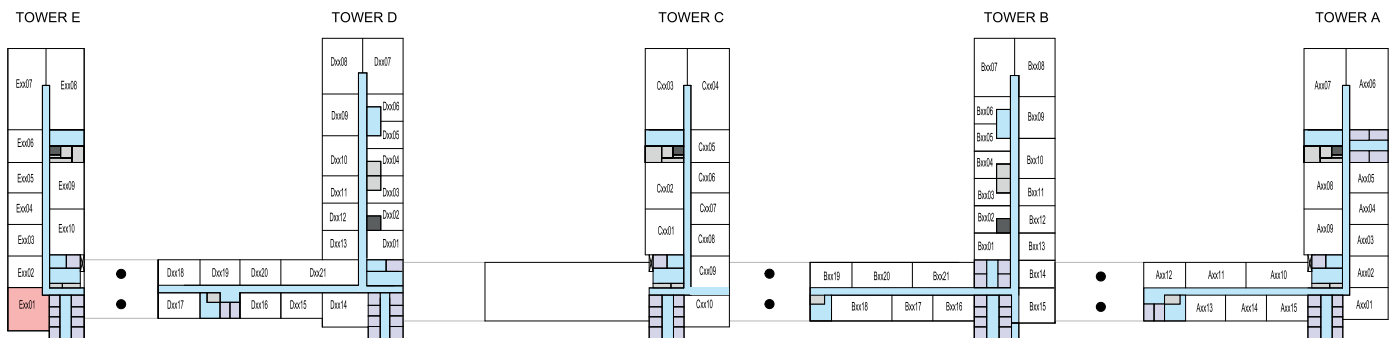 TOWER E
TOWER D
TOWER C
TOWER B
TOWER A
Exx07
Exx08
Exx06
Exx05
Exx09
Exx04
Exx10
Exx03
Exx02
Exx01
Dxx08
Dxx07
Dxx09
Dxx06
Dxx05
Dxx10
Dxx04
Dxx11
Dxx03
Dxx12
Dxx02
Dxx13
Dxx01
Dxx18
Dxx19
Dxx20
Dxx21
Dxx17
Dxx16
Dxx15
Dxx14
Cxx03
Cxx04
Cxx05
Cxx02
Cxx06
Cxx07
Cxx01
Cxx08
Cxx09
Cxx10
Bxx07
Bxx08
Bxx06
Bxx09
Bxx05
Bxx04
Bxx10
Bxx03
Bxx11
Bxx02
Bxx12
Bxx01
Bxx13
Bxx19
Bxx20
Bxx21
Bxx14
Bxx18
Bxx17
Bxx16
Bxx15
Axx07
Axx06
Axx08
Axx05
Axx04
Axx09
Axx03
Axx12
Axx11
Axx10
Axx02
Axx13
Axx14
Axx15
Axx01